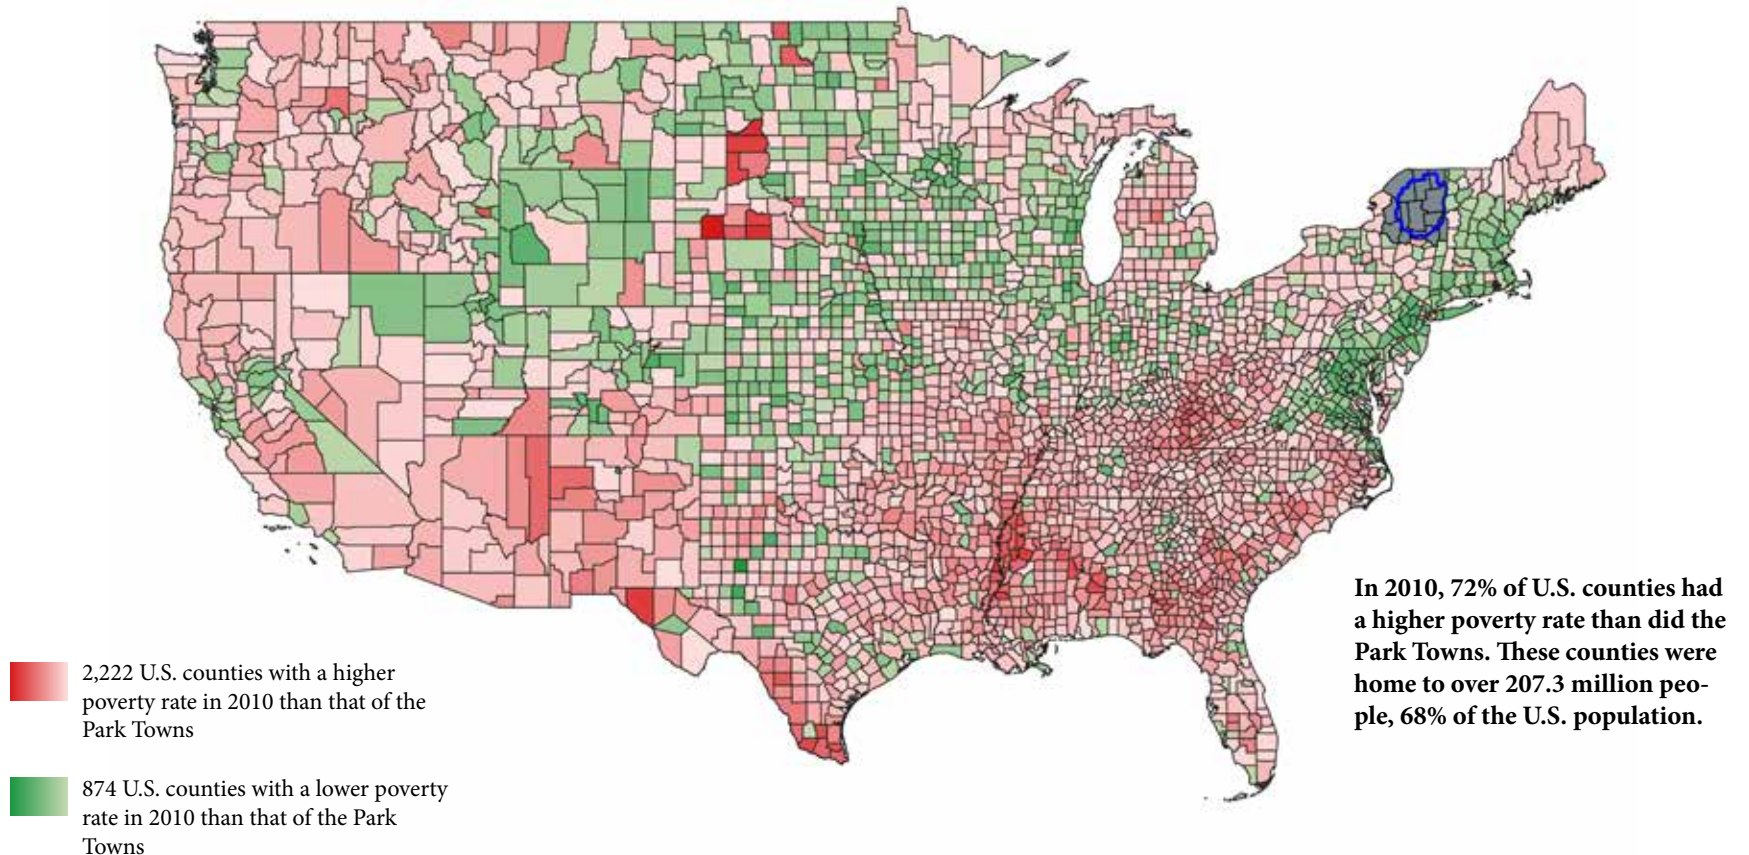 In 2010, 72% of U.S. counties had
a higher poverty rate than did the
Park Towns. These counties were
home to over 207.3 million peo-
ple, 68% of the U.S. population.
2,222 U.S. counties with a higher
poverty rate in 2010 than that of the
Park Towns
874 U.S. counties with a lower poverty
rate in 2010 than that of the Park
Towns